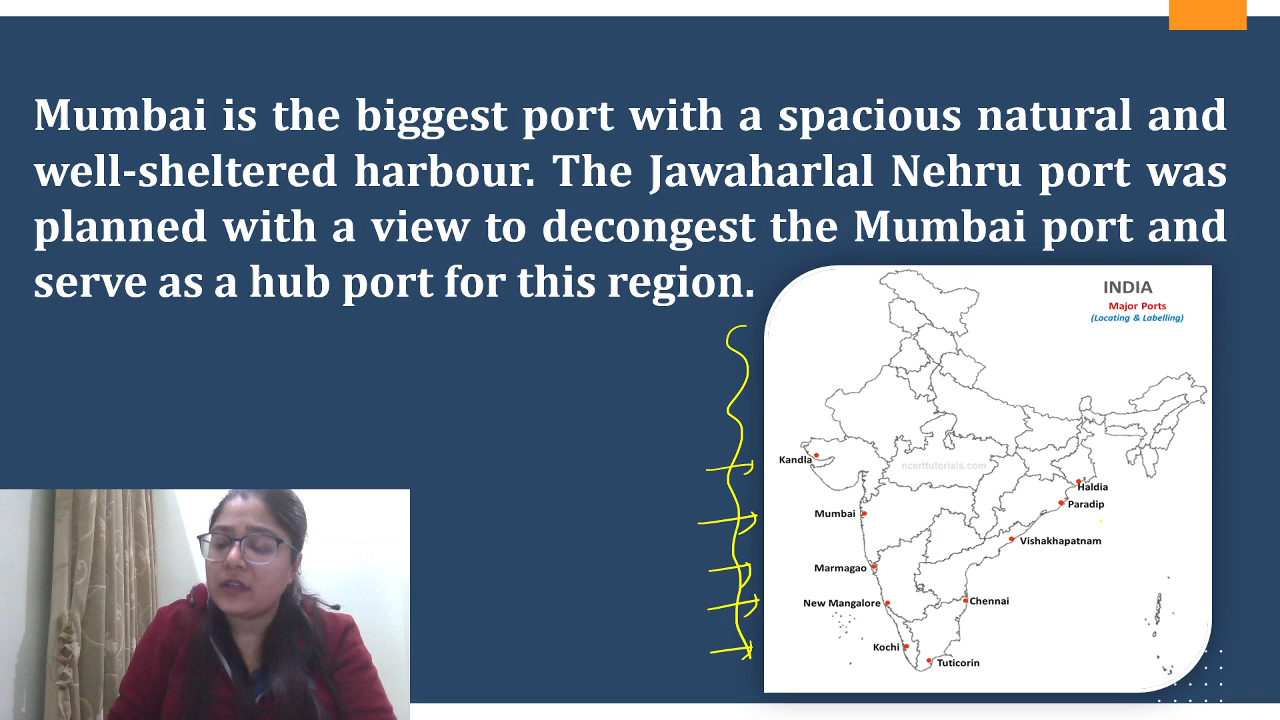 Mumbai is the biggest port with a spacious natural and
well-sheltered harbour. The Jawaharlal Nehru port was
planned with a view to decongest the Mumbai port and
serve as a hub port for this region.
INDIA
Major Ports
(Locating & Labelling)
Kandla
ncerttutorials.com
Haldia
Paradip
Mumbai
Vishakhapatnam
Marmagao
New Mangalore
Chennai
Kochi
Tuticorin